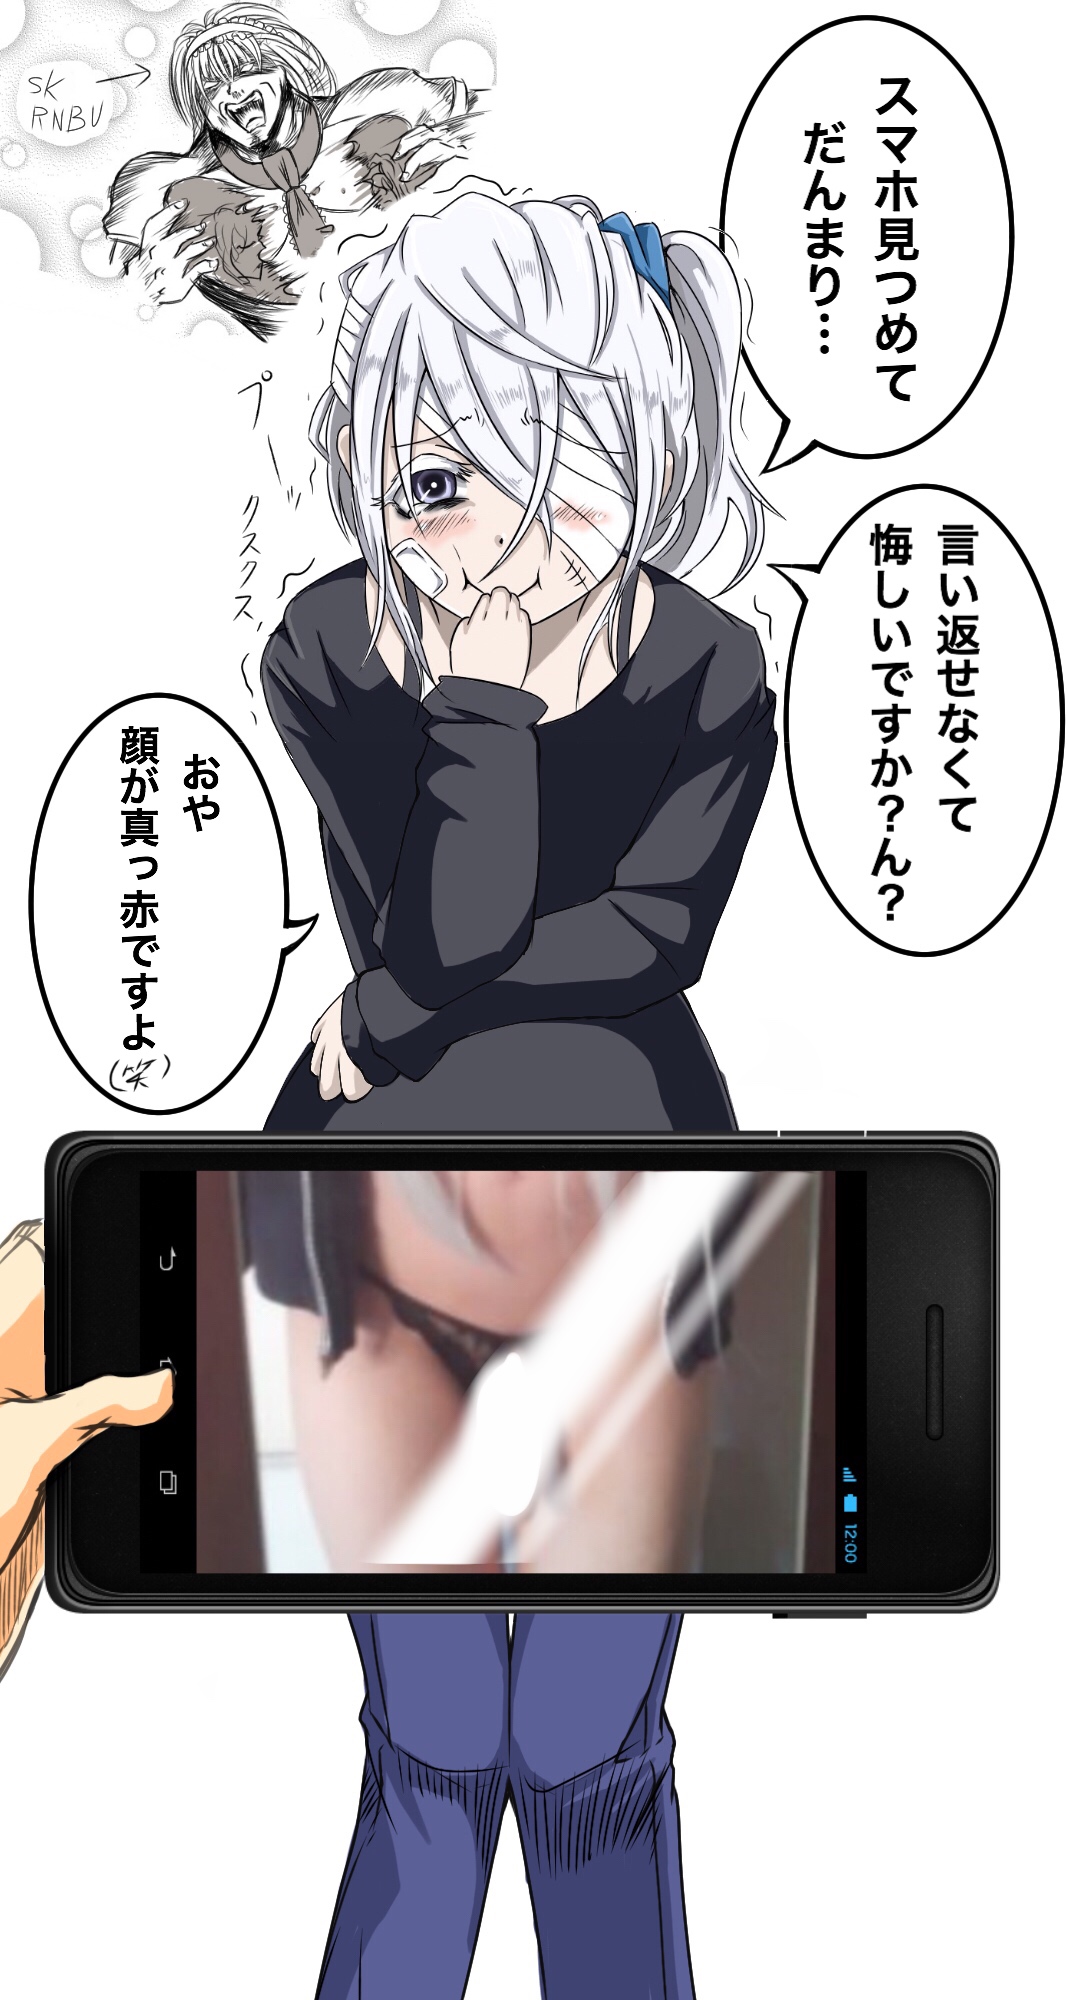 スマホ見つめて
だんまり…
SK
RNBU
言い返せなくて
悔しいですか?ん?
プー
クスクス
おや
顔が真っ赤ですよ
(笑)
12:00